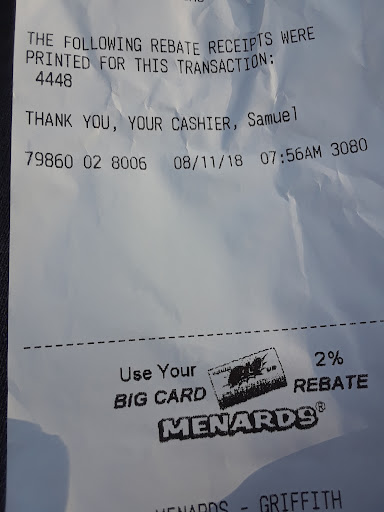 THE FOLLOWING REBATE RECEIPTS WERE
PRINTED FOR THIS TRANSACTION:
4448
THANK YOU, YOUR CASHIER, Samuel
79860 02 8006 08/11/18 07:56AM 3080
Use Your
BIG CARD
2%
REBATE
MENARDS®
MENARDS - GRIFFITH